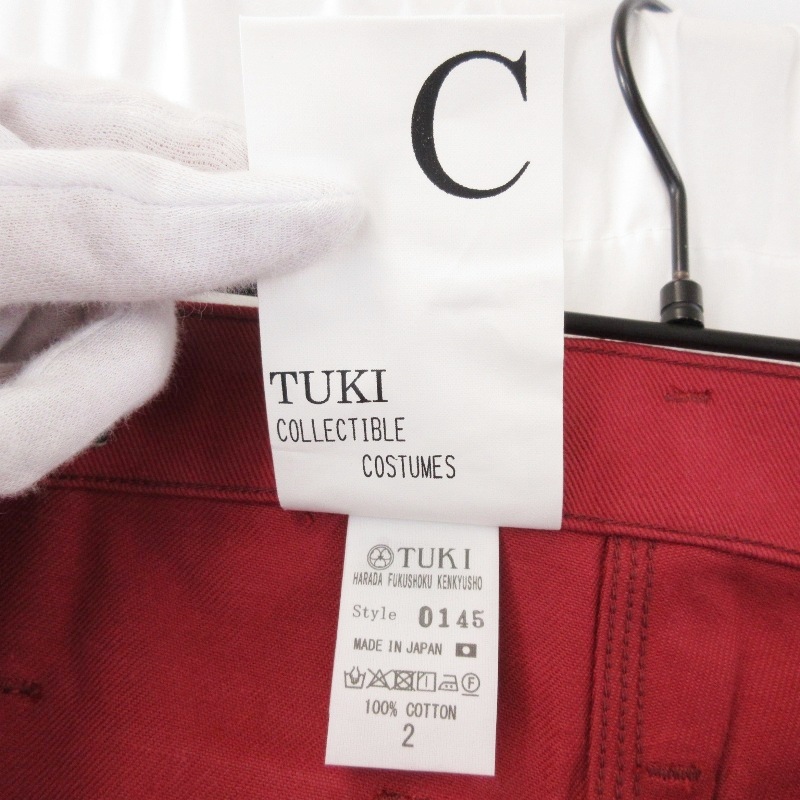 C
TUKI
COLLECTIBLE
COSTUMES
TUKI
HARADA FUKUSHOKU KENKYUSHO
Style 0145
MADE IN JAPAN
100% COTTON
2